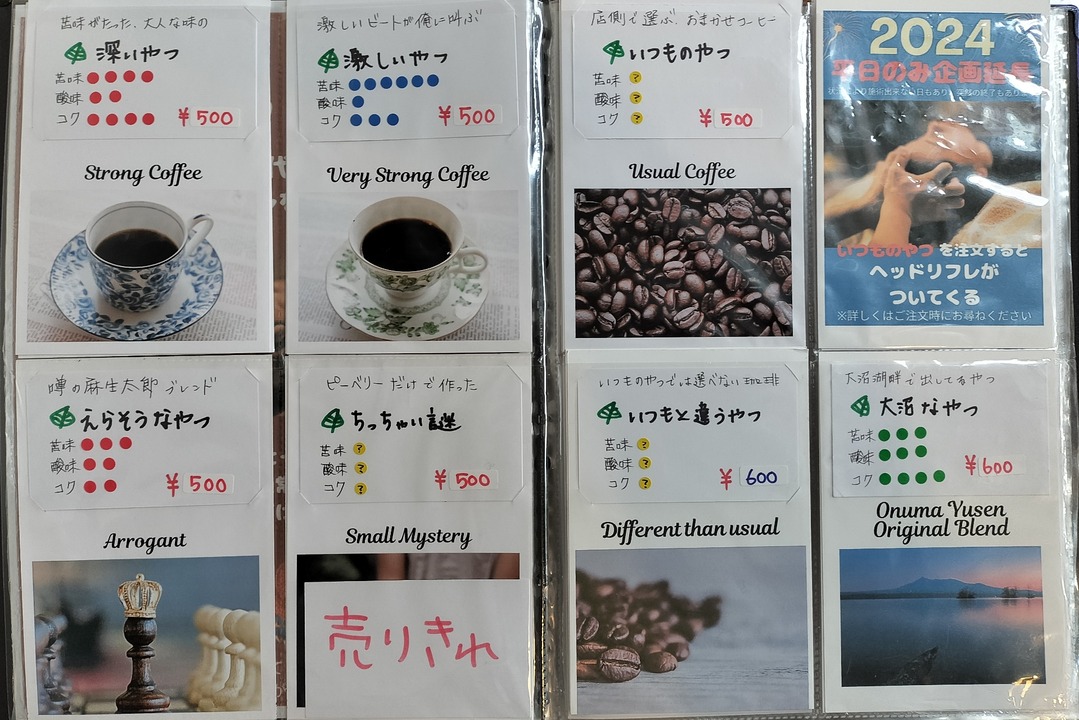 苦味がたった、大人な味の
深いやつ
苦味
酸味
コク
¥500
Strong Coffee
激しいビートが俺に叫ぶ
激しいやつ
苦味
酸味
コク
¥500
Very Strong Coffee
店側で選ぶ、おまかせコーヒー
いつものやつ
苦味 ?
酸味 ?
コク ?
¥500
Usual Coffee
2024
平日のみ企画延長
いつものやつ を注文すると
ヘッドリフレが
ついてくる
※詳しくはご注文時にお尋ねください
噂の麻生太郎 ブレンド
えらそうなやつ
苦味
酸味
コク
¥500
Arrogant
ピーベリーだけで作った
ちっちゃい謎
苦味 ?
酸味 ?
コク ?
¥500
Small Mystery
売りきれ
いつものやつでは選べない珈琲
いつもと違うやつ
苦味 ?
酸味 ?
コク ?
¥600
Different than usual
大沼湖畔で出してるやつ
大沼なやつ
苦味
酸味
コク
¥600
Onuma Yusen
Original Blend